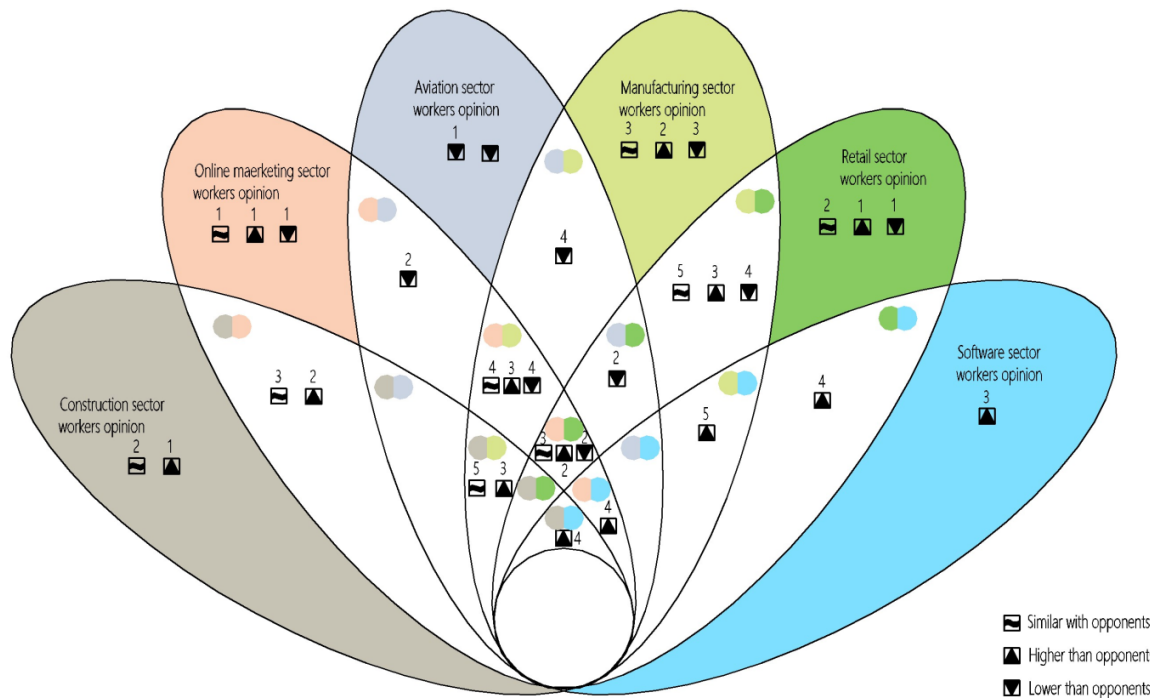 Aviation sector
workers opinion
1
Manufacturing sector
workers opinion
3 2 3
Online maerketing sector
workers opinion
1 1 1
Retail sector
workers opinion
2 1 1
2
4
5 3 4
Construction sector
workers opinion
2 1
3 2
4 3 4
2
5
4
Software sector
workers opinion
3
3 2
2
5 3
4
4
Similar with opponents
Higher than opponent
Lower than opponents